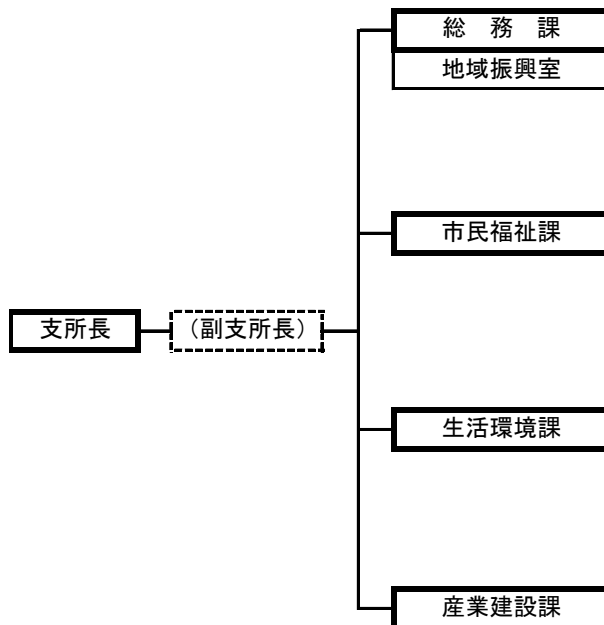 総　務　課
地域振興室
市民福祉課
支所長
（副支所長）
生活環境課
産業建設課